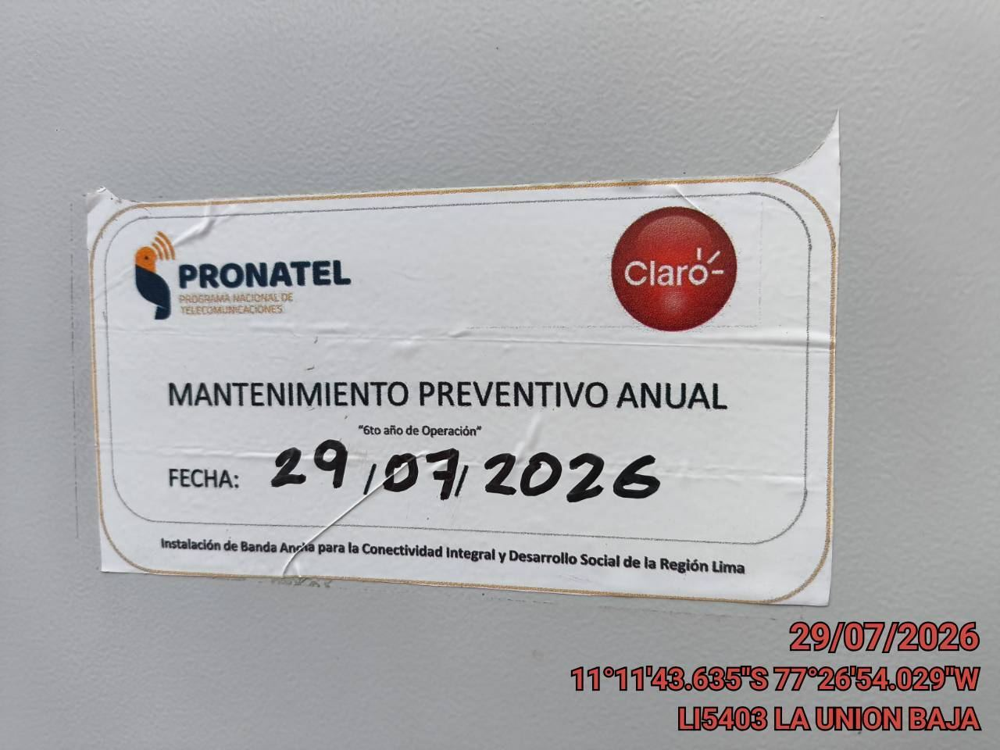 PRONATEL
PROGRAMA NACIONAL DE
TELECOMUNICACIONES
Claro
MANTENIMIENTO PREVENTIVO ANUAL
"6to año de Operación"
FECHA: 29/07/2026
Instalación de Banda Ancha para la Conectividad Integral y Desarrollo Social de la Región Lima
29/07/2026
11°11'43.635"S 77°26'54.029"W
LI5403 LA UNION BAJA